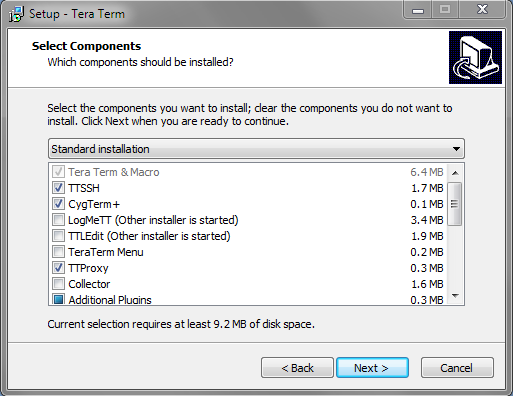 Setup - Tera Term
Select Components
Which components should be installed?
Select the components you want to install; clear the components you do not want to
install. Click Next when you are ready to continue.
Standard installation
Tera Term & Macro 6.4 MB
TTSSH 1.7 MB
CygTerm+ 0.1 MB
LogMeTT (Other installer is started) 3.4 MB
TTLEdit (Other installer is started) 1.9 MB
TeraTerm Menu 0.2 MB
TTProxy 0.3 MB
Collector 1.6 MB
Additional Plugins 0.3 MB
Current selection requires at least 9.2 MB of disk space.
< Back Next > Cancel